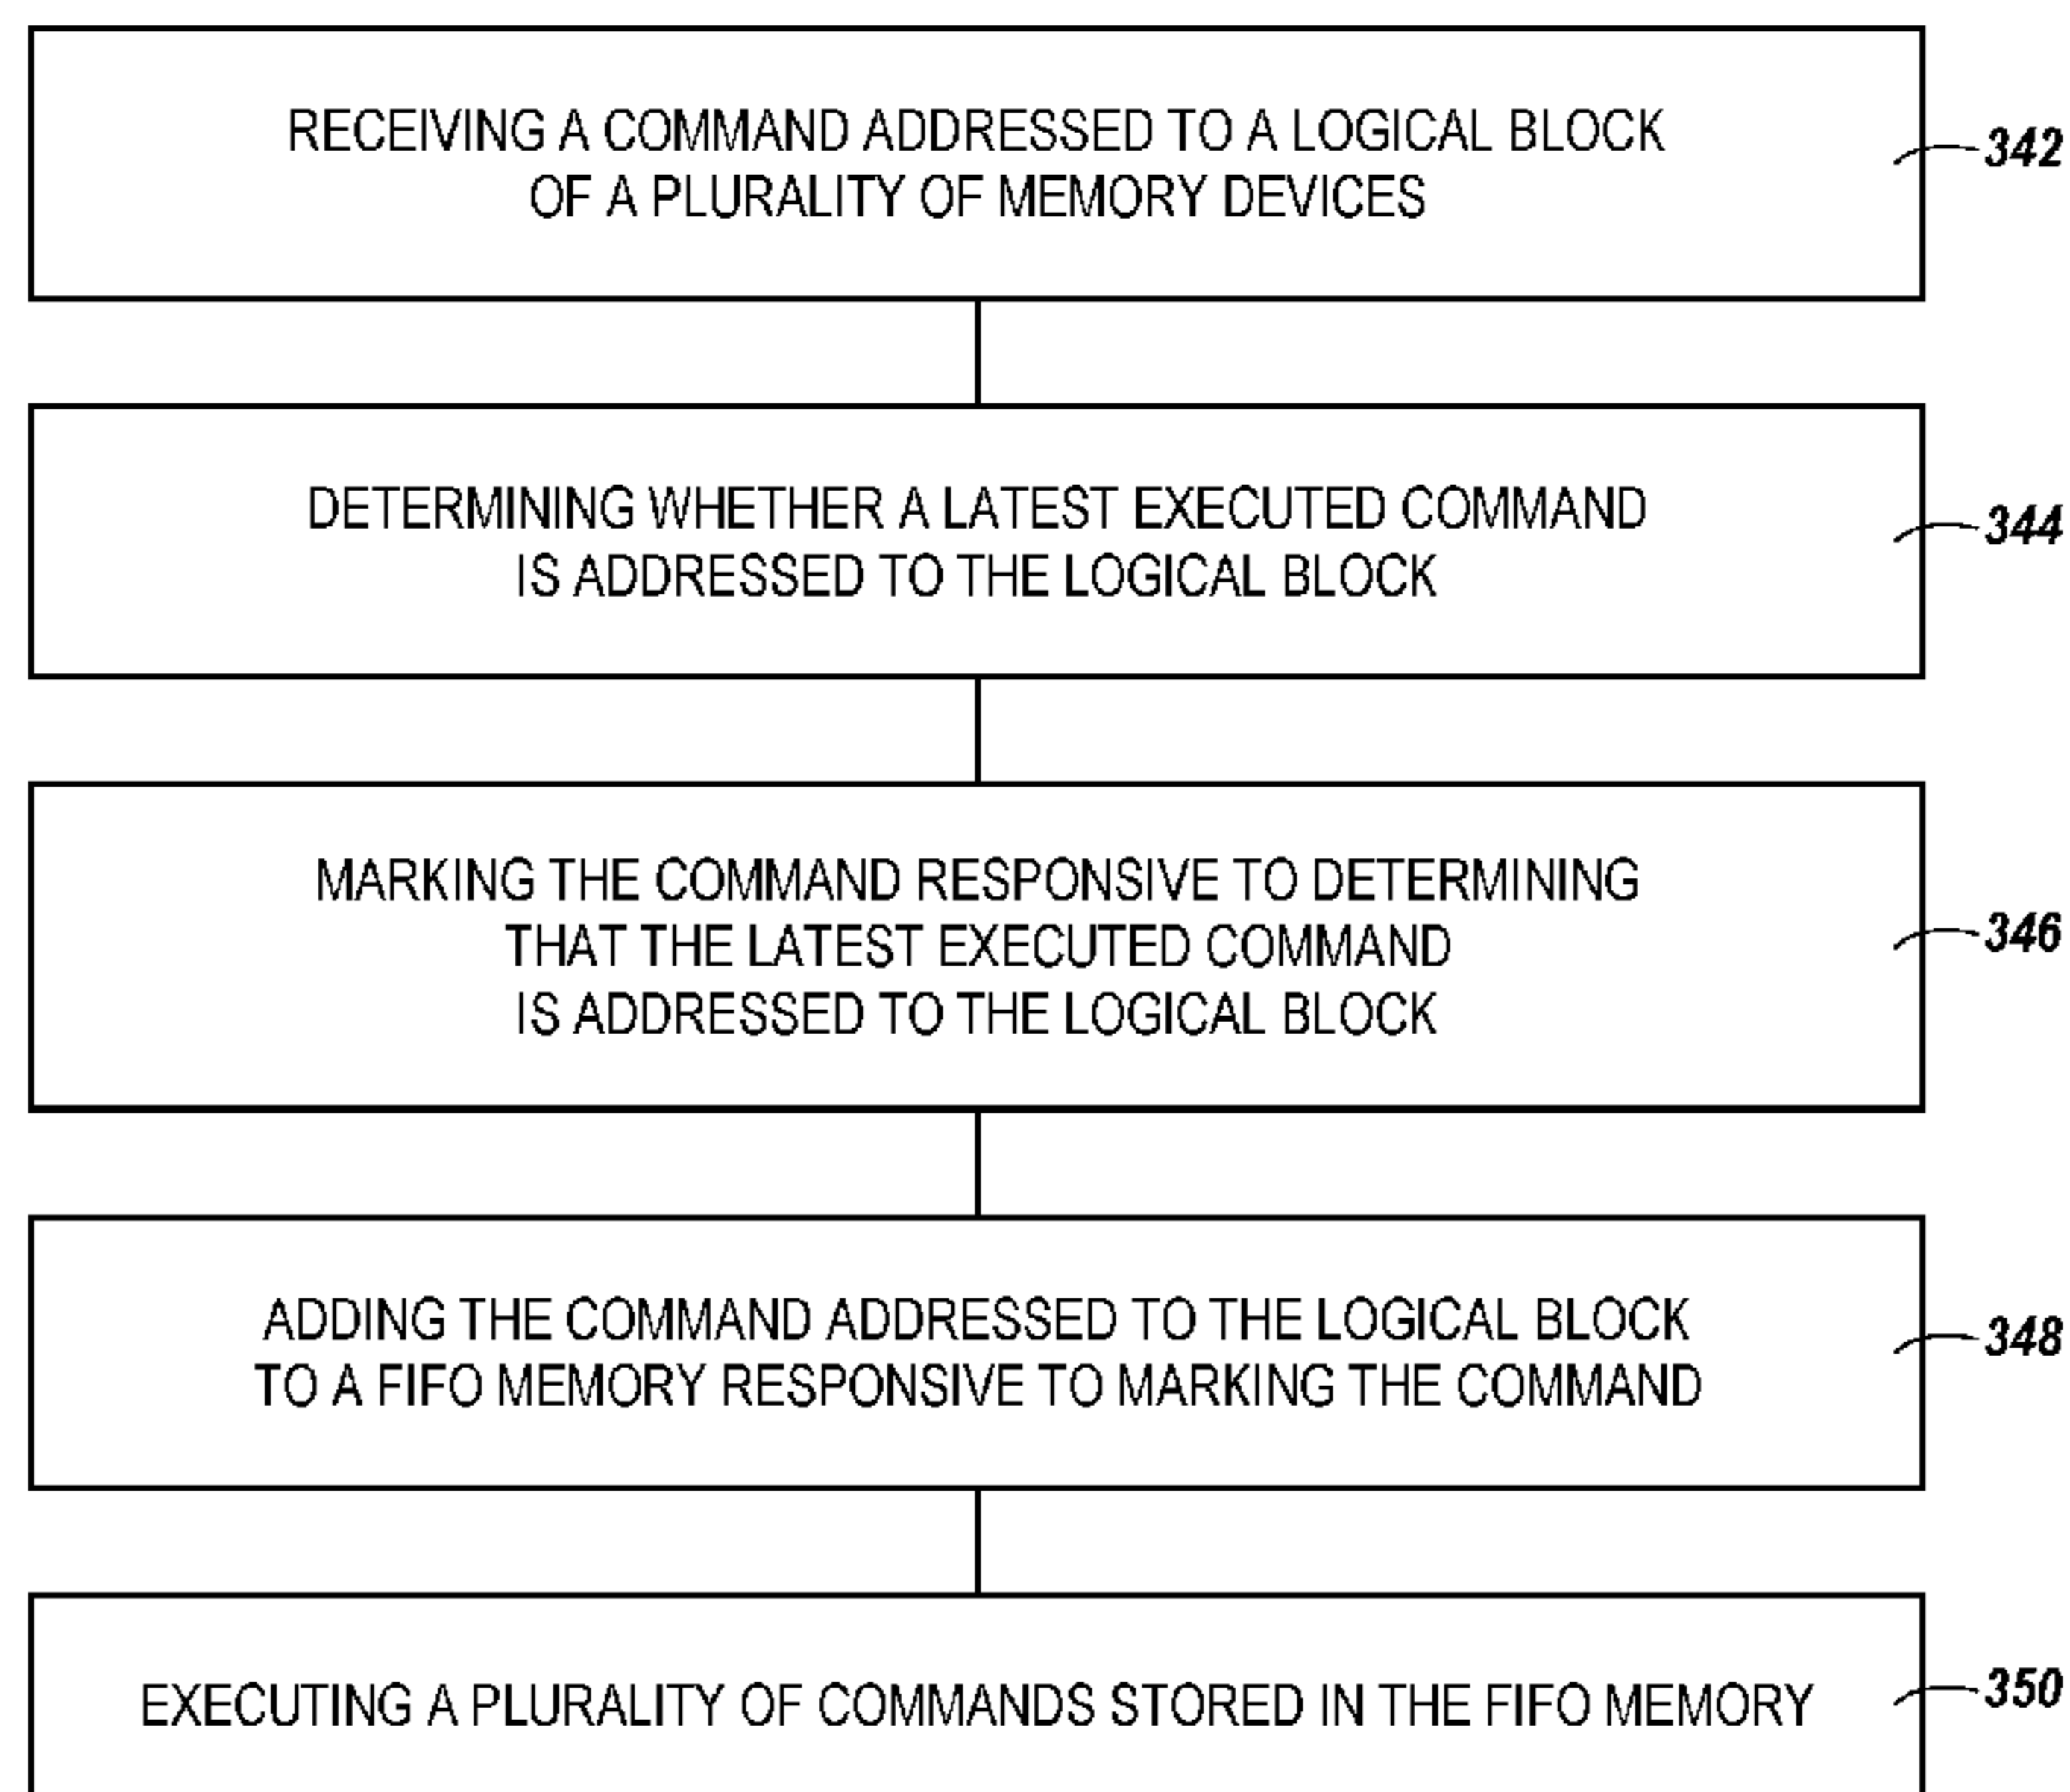 RECEIVING A COMMAND ADDRESSED TO A LOGICAL BLOCK
OF A PLURALITY OF MEMORY DEVICES
342
DETERMINING WHETHER A LATEST EXECUTED COMMAND
IS ADDRESSED TO THE LOGICAL BLOCK
344
MARKING THE COMMAND RESPONSIVE TO DETERMINING
THAT THE LATEST EXECUTED COMMAND
IS ADDRESSED TO THE LOGICAL BLOCK
346
ADDING THE COMMAND ADDRESSED TO THE LOGICAL BLOCK
TO A FIFO MEMORY RESPONSIVE TO MARKING THE COMMAND
348
EXECUTING A PLURALITY OF COMMANDS STORED IN THE FIFO MEMORY
350